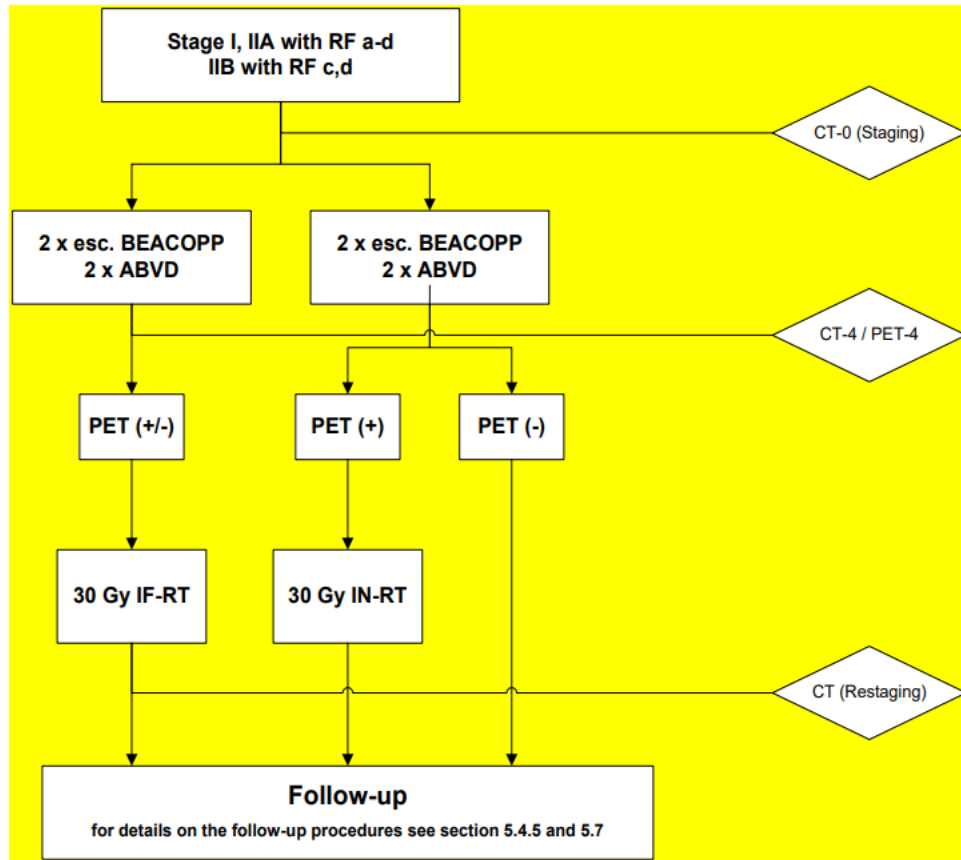 Stage I, IIA with RF a-d
IIB with RF c,d
CT-0 (Staging)
2 x esc. BEACOPP
2 x ABVD
2 x esc. BEACOPP
2 x ABVD
CT-4 / PET-4
PET (+/-)
PET (+)
PET (-)
30 Gy IF-RT
30 Gy IN-RT
CT (Restaging)
Follow-up
for details on the follow-up procedures see section 5.4.5 and 5.7